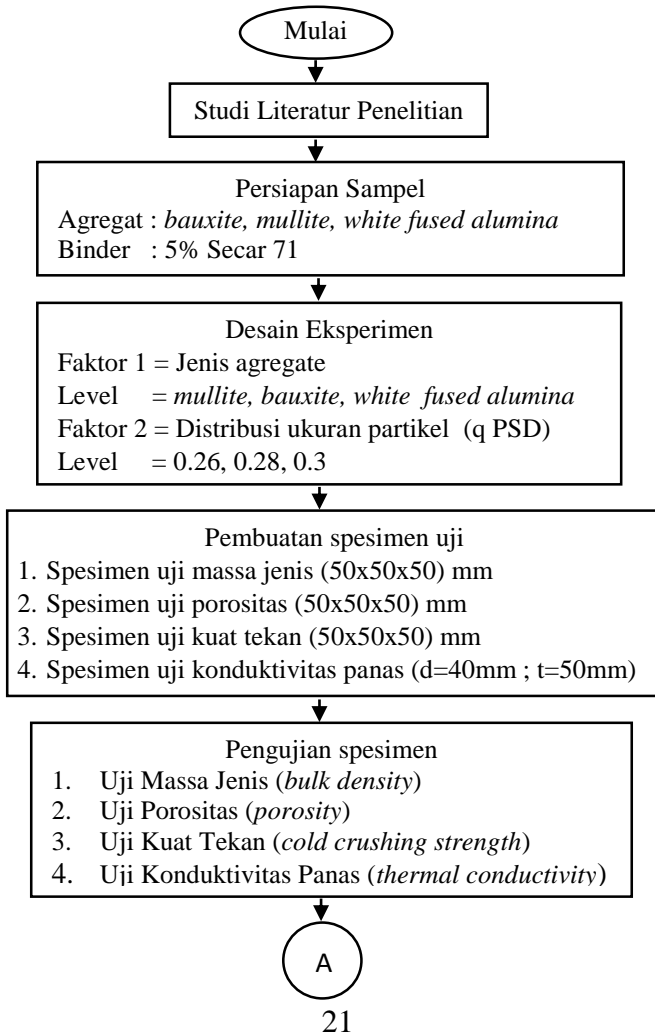 Mulai
Studi Literatur Penelitian
Persiapan Sampel
Agregat : bauxite, mullite, white fused alumina
Binder : 5% Secar 71
Desain Eksperimen
Faktor 1 = Jenis agregate
Level = mullite, bauxite, white fused alumina
Faktor 2 = Distribusi ukuran partikel (q PSD)
Level = 0.26, 0.28, 0.3
Pembuatan spesimen uji
1. Spesimen uji massa jenis (50x50x50) mm
2. Spesimen uji porositas (50x50x50) mm
3. Spesimen uji kuat tekan (50x50x50) mm
4. Spesimen uji konduktivitas panas (d=40mm ; t=50mm)
Pengujian spesimen
1. Uji Massa Jenis (bulk density)
2. Uji Porositas (porosity)
3. Uji Kuat Tekan (cold crushing strength)
4. Uji Konduktivitas Panas (thermal conductivity)
A
21